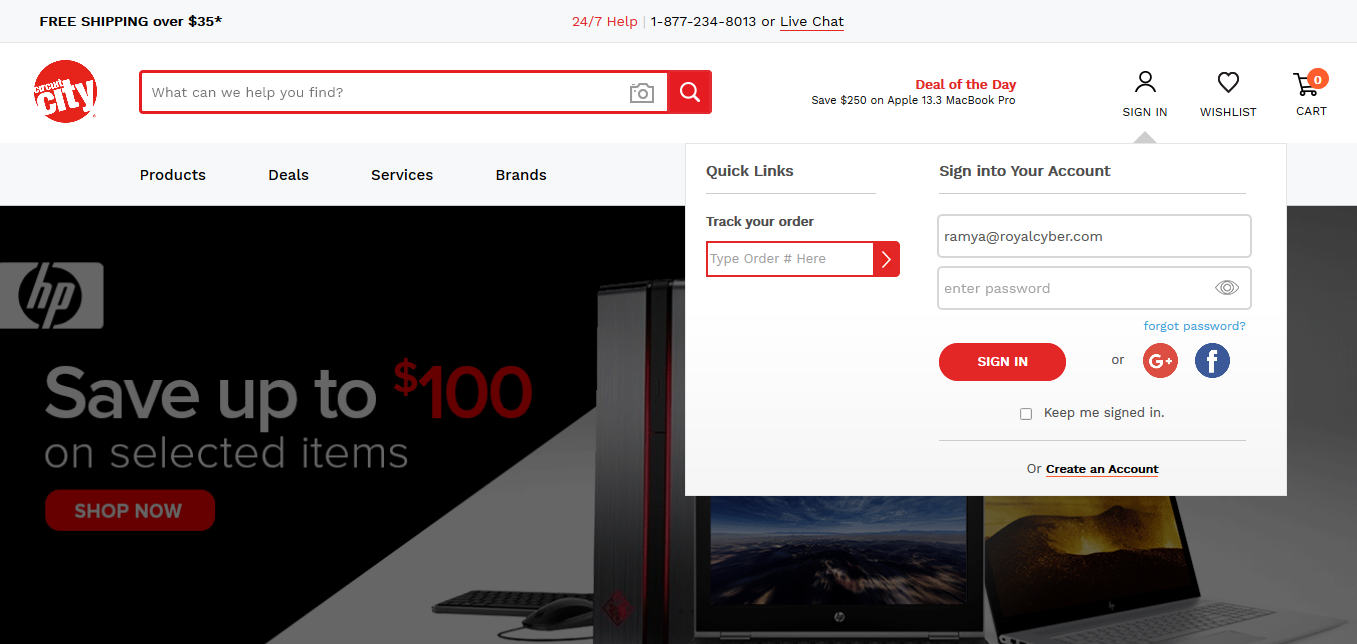 FREE SHIPPING over $35*
24/7 Help | 1-877-234-8013 or Live Chat
circuit
city
What can we help you find?
Deal of the Day
Save $250 on Apple 13.3 MacBook Pro
SIGN IN
WISHLIST
0
CART
Products
Deals
Services
Brands
Quick Links
Track your order
Type Order # Here
Sign into Your Account
ramya@royalcyber.com
enter password
forgot password?
SIGN IN
or
G+
f
Keep me signed in.
Or Create an Account
hp
Save up to $100
on selected items
SHOP NOW
hp